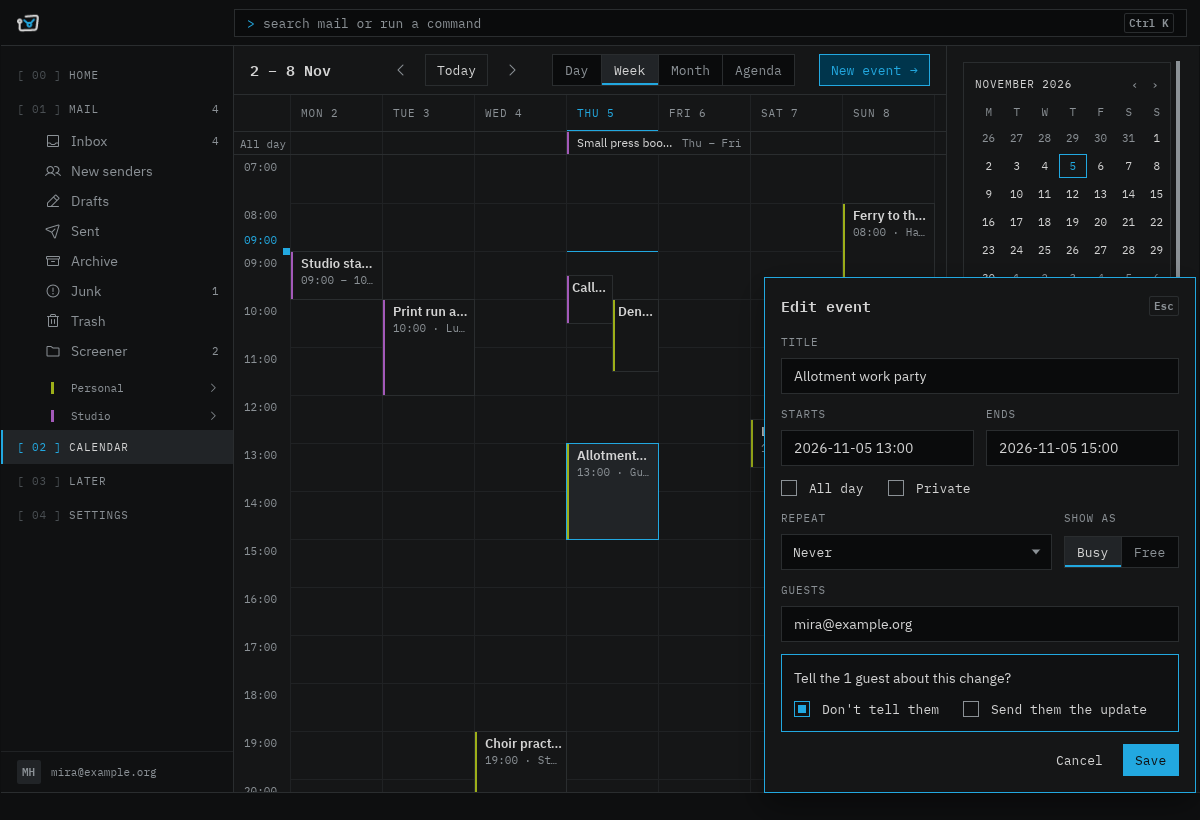 > search mail or run a command
Ctrl K
[ 00 ] HOME
[ 01 ] MAIL 4
Inbox 4
New senders
Drafts
Sent
Archive
Junk 1
Trash
Screener 2
Personal
Studio
[ 02 ] CALENDAR
[ 03 ] LATER
[ 04 ] SETTINGS
MH mira@example.org
2 – 8 Nov
Today
Day Week Month Agenda
New event →
MON 2 TUE 3 WED 4 THU 5 FRI 6 SAT 7 SUN 8
All day
Small press boo… Thu – Fri
07:00
08:00
09:00
09:00
10:00
11:00
12:00
13:00
14:00
15:00
16:00
17:00
18:00
19:00
20:00
Studio sta…
09:00 – 10…
Print run a…
10:00 · Lu…
Choir pract…
19:00 · St…
Call…
Den…
Allotment…
13:00 · Gu…
Ferry to th…
08:00 · Ha…
NOVEMBER 2026 ‹ ›
M T W T F S S
26 27 28 29 30 31 1
2 3 4 5 6 7 8
9 10 11 12 13 14 15
16 17 18 19 20 21 22
23 24 25 26 27 28 29
Edit event
Esc
TITLE
Allotment work party
STARTS ENDS
2026-11-05 13:00 2026-11-05 15:00
All day Private
REPEAT SHOW AS
Never Busy Free
GUESTS
mira@example.org
Tell the 1 guest about this change?
Don't tell them Send them the update
Cancel Save